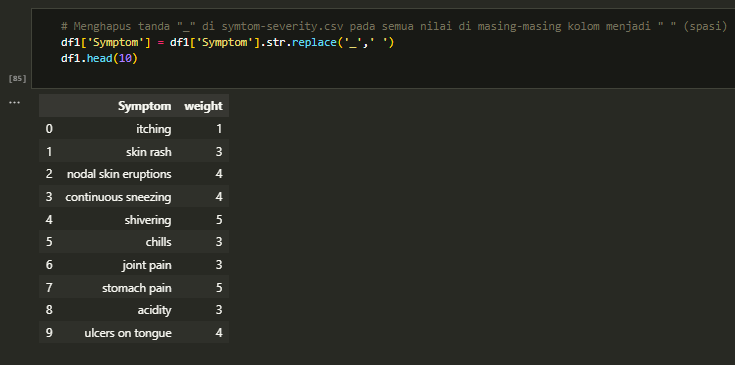 # Menghapus tanda "_" di symtom-severity.csv pada semua nilai di masing-masing kolom menjadi " " (spasi)
df1['Symptom'] = df1['Symptom'].str.replace('_',' ')
df1.head(10)
[85]
...
Symptom weight
0 itching 1
1 skin rash 3
2 nodal skin eruptions 4
3 continuous sneezing 4
4 shivering 5
5 chills 3
6 joint pain 3
7 stomach pain 5
8 acidity 3
9 ulcers on tongue 4